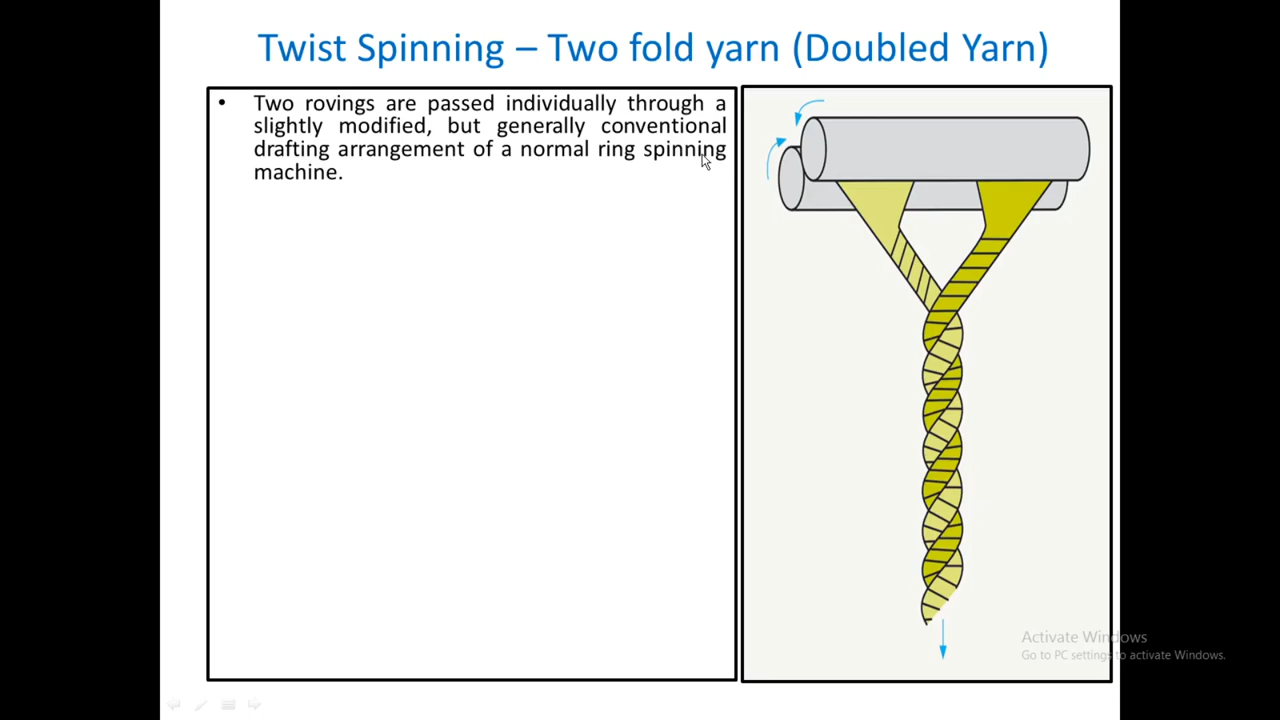 Twist Spinning – Two fold yarn (Doubled Yarn)
• Two rovings are passed individually through a
slightly modified, but generally conventional
drafting arrangement of a normal ring spinning
machine.
Activate Windows
Go to PC settings to activate Windows.